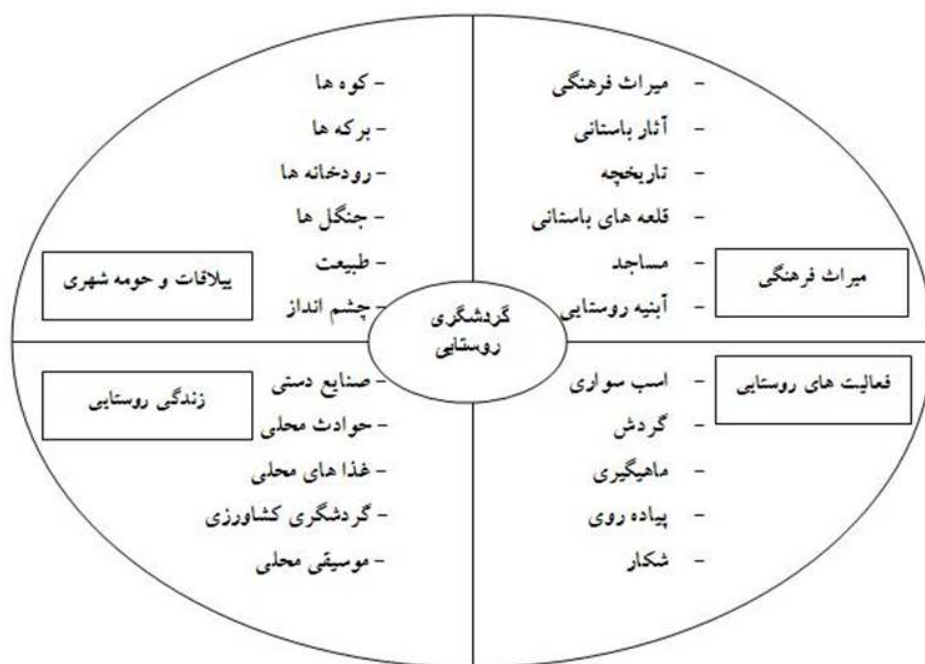 - میراث فرهنگی
- آثار باستانی
- تاریخچه
- قلعه های باستانی
- مساجد
- آبنیه روستایی
میراث فرهنگی
- کوه ها
- برکه ها
- رودخانه ها
- جنگل ها
- طبیعت
- چشم انداز
ییلاقات و حومه شهری
گردشگری
روستایی
فعالیت های روستایی
- اسب سواری
- گردش
- ماهیگیری
- پیاده روی
- شکار
- صنایع دستی
- حوادث محلی
- غذا های محلی
- گردشگری کشاورزی
- موسیقی محلی
زندگی روستایی